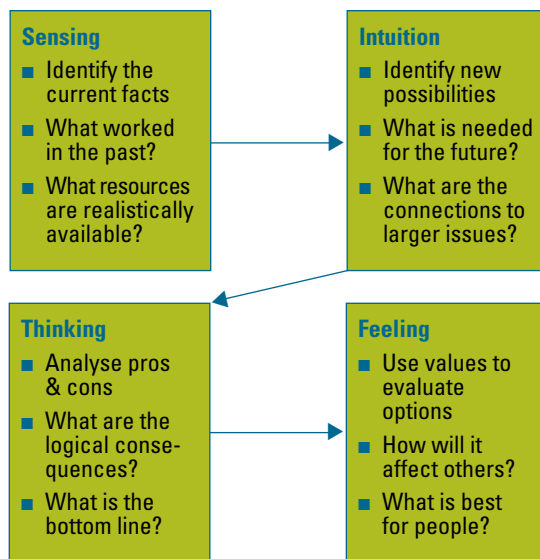 Sensing
■ Identify the
current facts
■ What worked
in the past?
■ What resources
are realistically
available?
Intuition
■ Identify new
possibilities
■ What is needed
for the future?
■ What are the
connections to
larger issues?
Thinking
■ Analyse pros
& cons
■ What are the
logical conse-
quences?
■ What is the
bottom line?
Feeling
■ Use values to
evaluate
options
■ How will it
affect others?
■ What is best
for people?